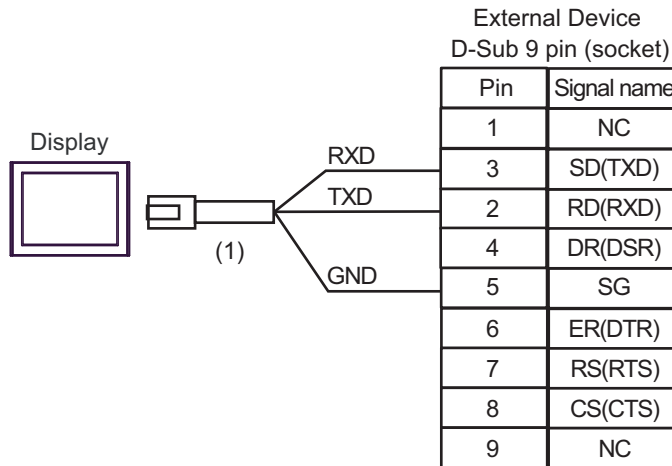 External Device
D-Sub 9 pin (socket)
Pin Signal name
1 NC
3 SD(TXD)
2 RD(RXD)
4 DR(DSR)
5 SG
6 ER(DTR)
7 RS(RTS)
8 CS(CTS)
9 NC
Display
RXD
TXD
GND
(1)